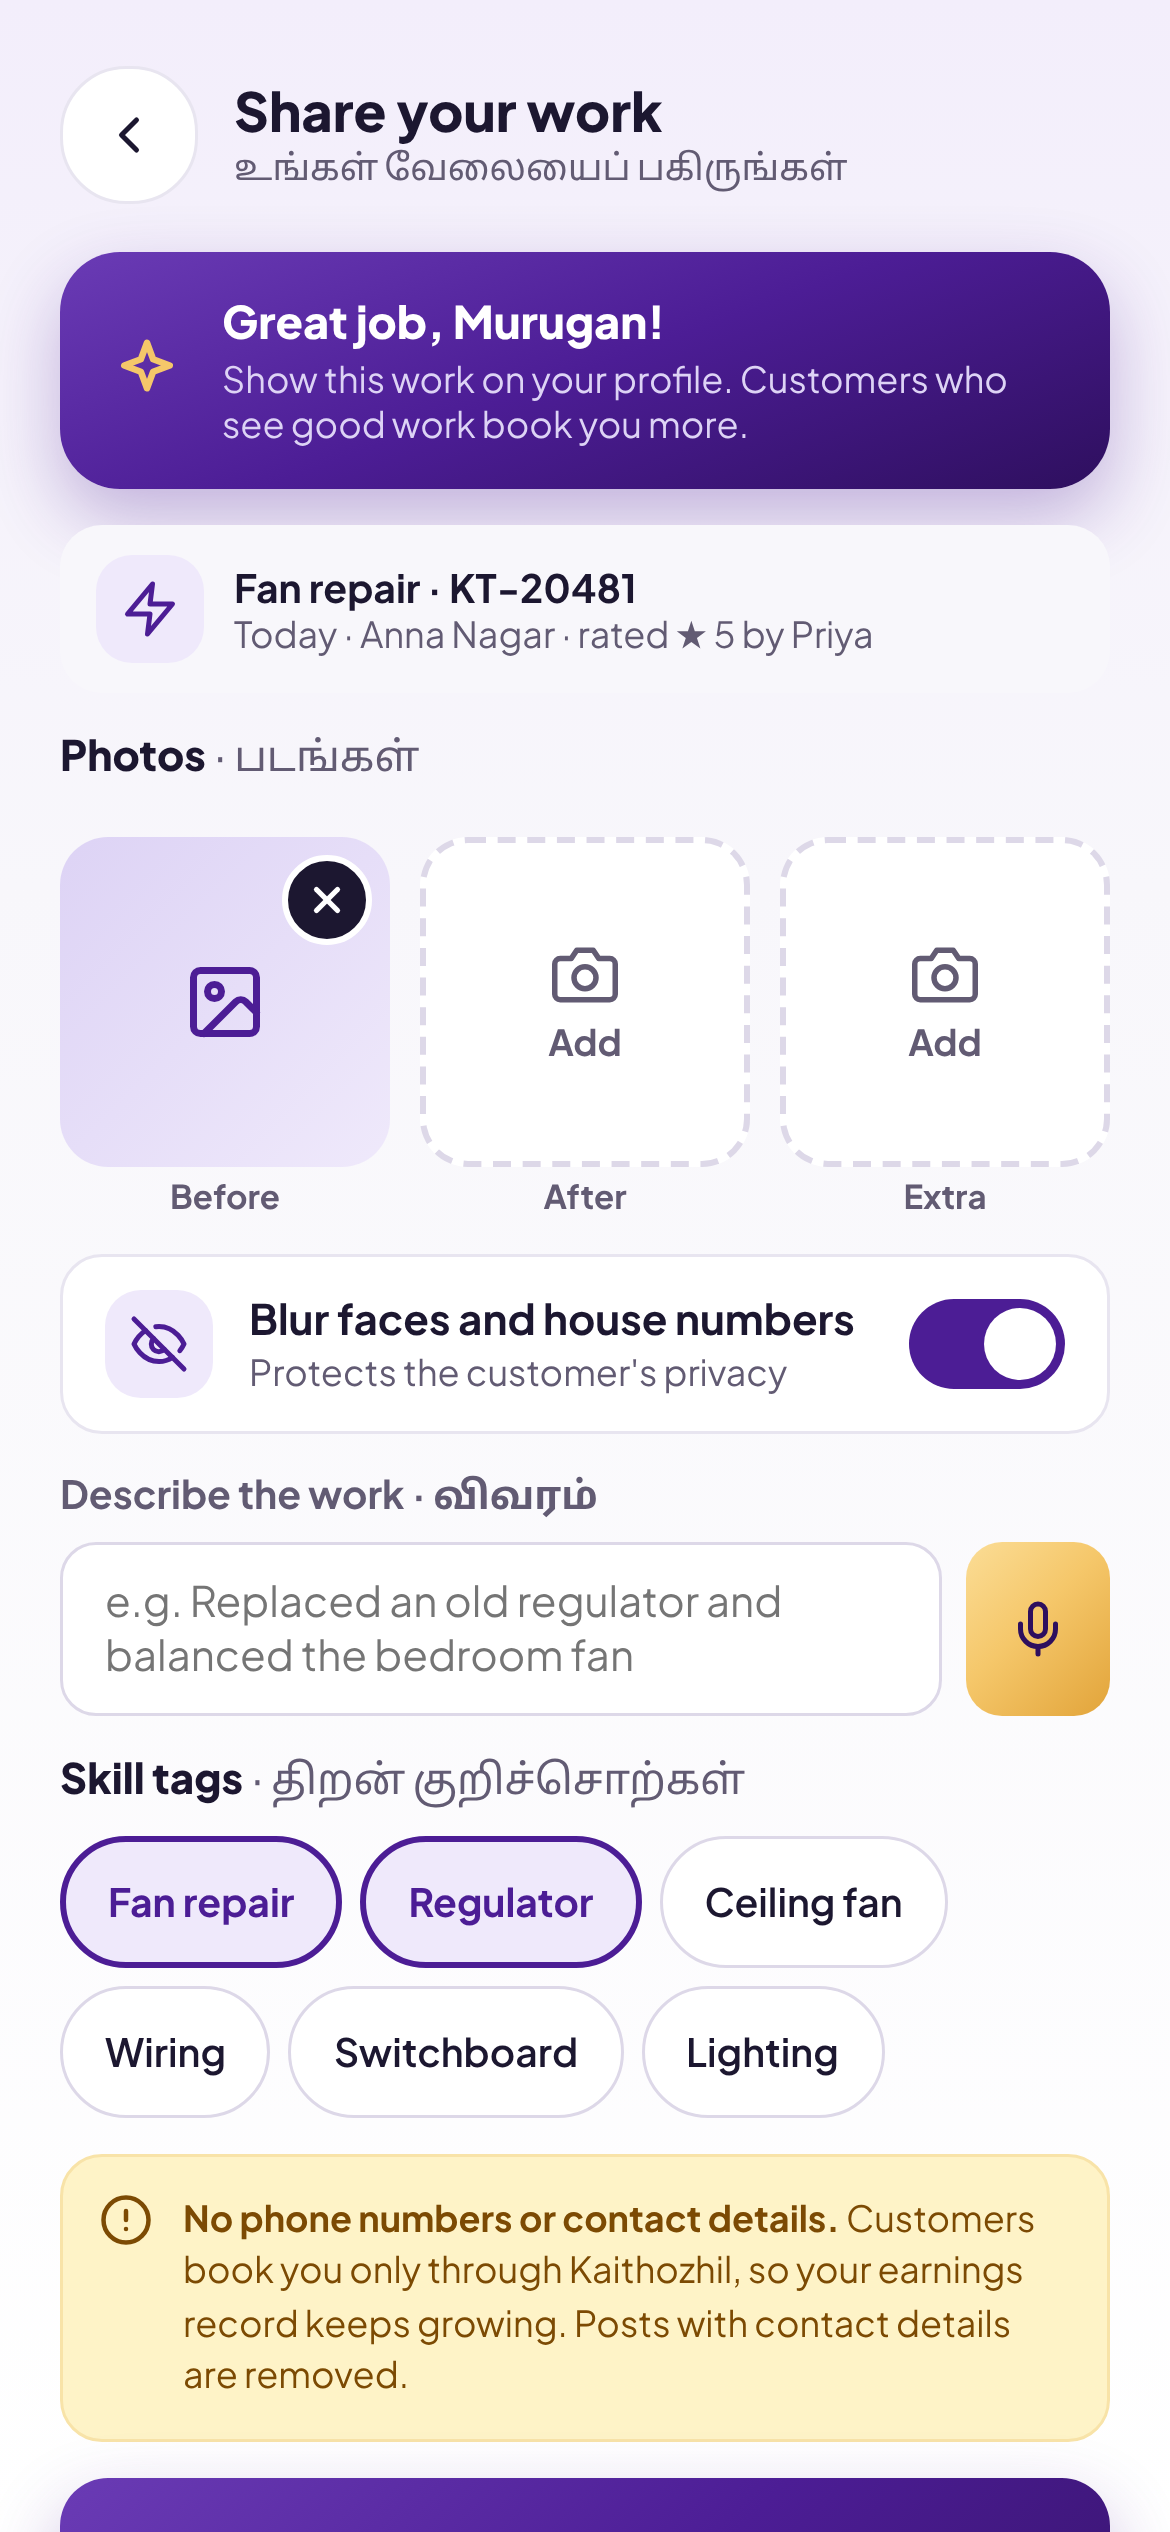 Share your work
உங்கள் வேலையைப் பகிருங்கள்
Great job, Murugan!
Show this work on your profile. Customers who
see good work book you more.
Fan repair · KT-20481
Today · Anna Nagar · rated ★ 5 by Priya
Photos · படங்கள்
Add
Add
Before
After
Extra
Blur faces and house numbers
Protects the customer's privacy
Describe the work · விவரம்
e.g. Replaced an old regulator and
balanced the bedroom fan
Skill tags · திறன் குறிச்சொற்கள்
Fan repair
Regulator
Ceiling fan
Wiring
Switchboard
Lighting
No phone numbers or contact details. Customers
book you only through Kaithozhil, so your earnings
record keeps growing. Posts with contact details
are removed.